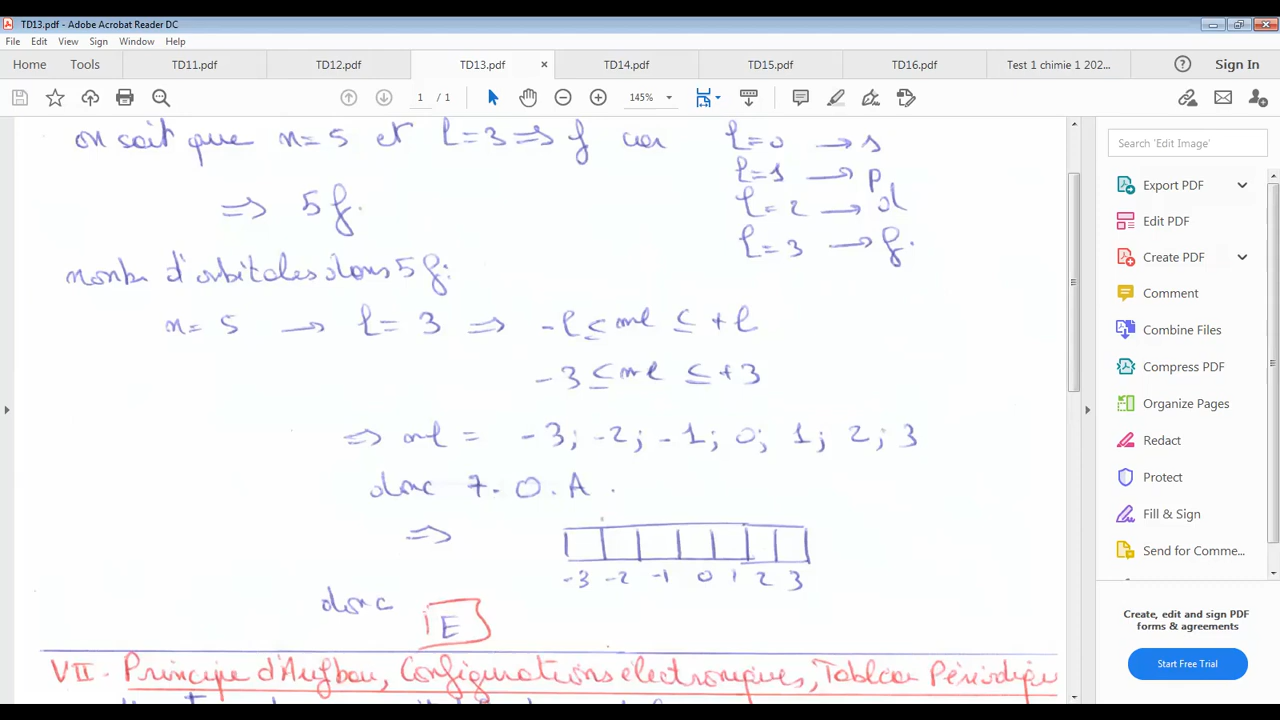 TD13.pdf - Adobe Acrobat Reader DC
File Edit View Sign Window Help
Home Tools TD11.pdf TD12.pdf TD13.pdf × TD14.pdf TD15.pdf TD16.pdf Test 1 chimie 1 202... Sign In
1 / 1 145%
on sait que n=5 et l=3 => f car
l=0 → s
l=1 → p
l=2 → d
l=3 → f.
=> 5f.
nombre d'orbitales dans 5f:
n= 5 → l= 3 => -l ≤ ml ≤ +l
-3 ≤ ml ≤ +3
=> ml = -3; -2; -1; 0; 1; 2; 3
donc 7. O.A.
=>
-3 -2 -1 0 1 2 3
donc E
VII - Principe d'Aufbau, Configurations électroniques, Tableau Périodique
Search 'Edit Image'
Export PDF
Edit PDF
Create PDF
Comment
Combine Files
Compress PDF
Organize Pages
Redact
Protect
Fill & Sign
Send for Comme...
Create, edit and sign PDF
forms & agreements
Start Free Trial